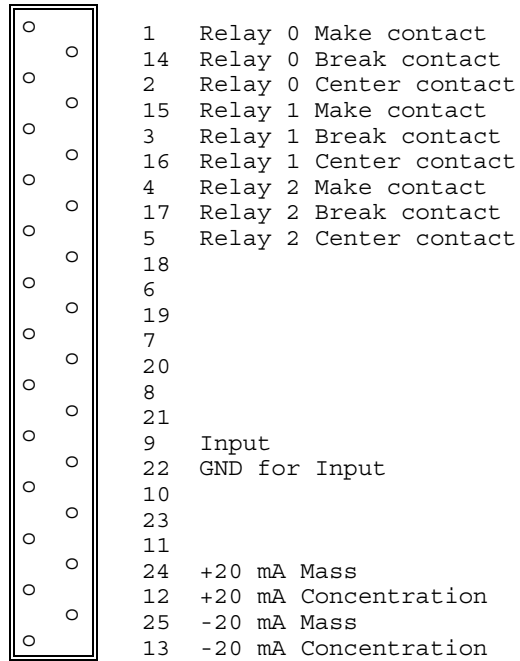 1 Relay 0 Make contact
14 Relay 0 Break contact
2 Relay 0 Center contact
15 Relay 1 Make contact
3 Relay 1 Break contact
16 Relay 1 Center contact
4 Relay 2 Make contact
17 Relay 2 Break contact
5 Relay 2 Center contact
18
6
19
7
20
8
21
9 Input
22 GND for Input
10
23
11
24 +20 mA Mass
12 +20 mA Concentration
25 -20 mA Mass
13 -20 mA Concentration